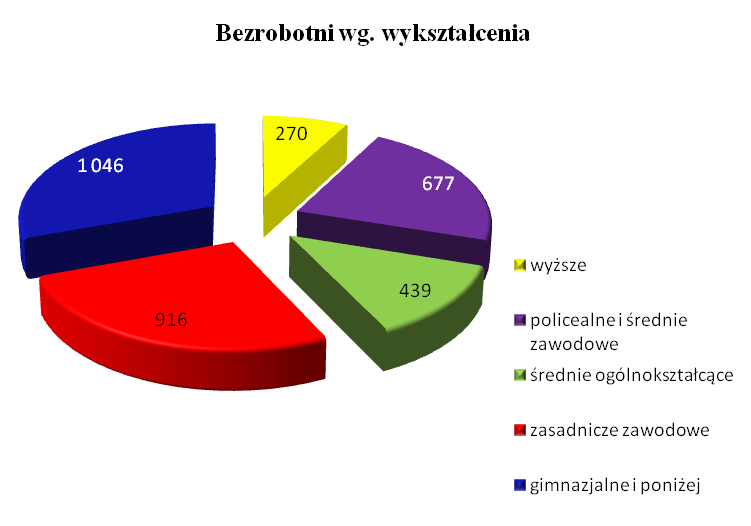 Bezrobotni wg. wykształcenia
270
1 046
677
439
916
wyższe
policealne i średnie
zawodowe
średnie ogólnokształcące
zasadnicze zawodowe
gimnazjalne i poniżej